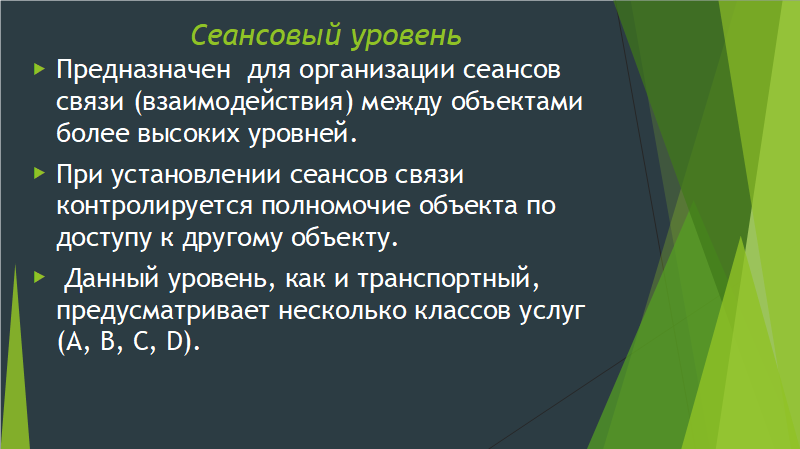 Сеансовый уровень
Предназначен для организации сеансов
связи (взаимодействия) между объектами
более высоких уровней.
При установлении сеансов связи
контролируется полномочие объекта по
доступу к другому объекту.
Данный уровень, как и транспортный,
предусматривает несколько классов услуг
(A, B, C, D).